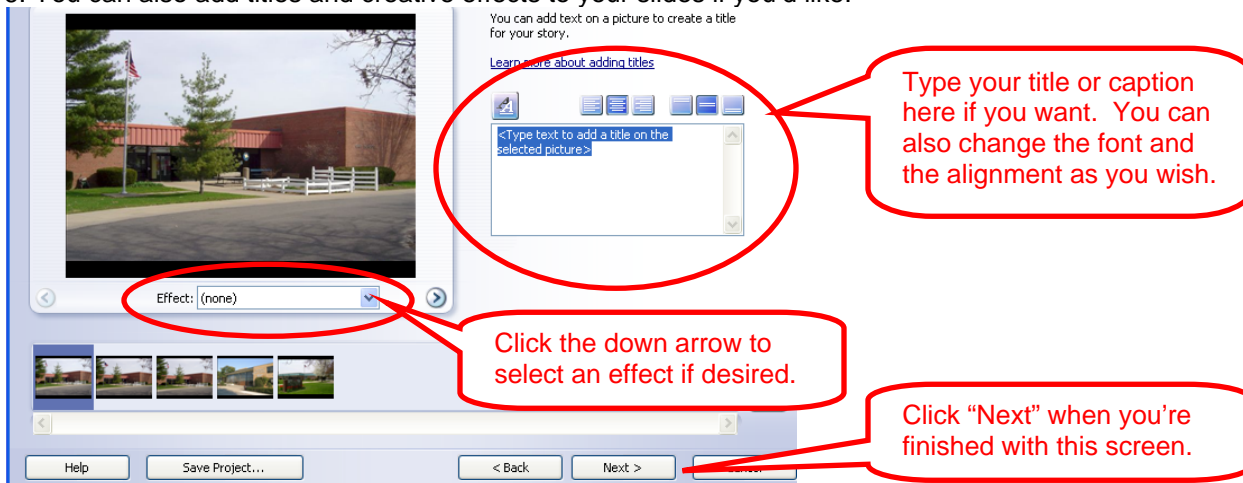 You can also add titles and creative effects to your slides if you'd like.
You can add text on a picture to create a title
for your story.
Learn more about adding titles
<Type text to add a title on the
selected picture>
Type your title or caption
here if you want. You can
also change the font and
the alignment as you wish.
Effect: (none)
Click the down arrow to
select an effect if desired.
Click “Next” when you’re
finished with this screen.
Help
Save Project...
< Back
Next >